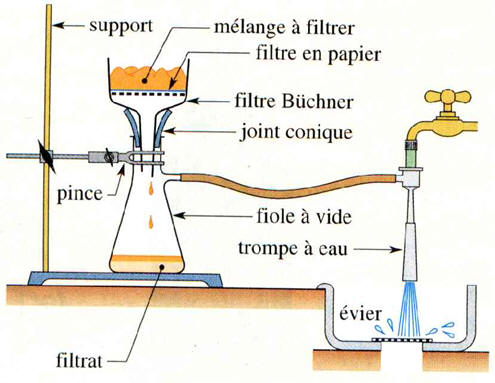 support
mélange à filtrer
filtre en papier
filtre Büchner
joint conique
pince
fiole à vide
trompe à eau
évier
filtrat